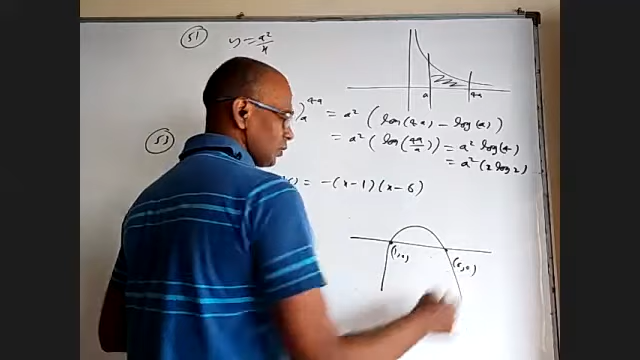 51
y = a²/x
a
4a
)ₐ⁴ᵃ = a² ( log(4a) - log(a) )
= a² ( log(4a/a) ) = a² log(4)
= a² (2 log 2)
53
= -(x-1)(x-6)
(1,0)
(6,0)